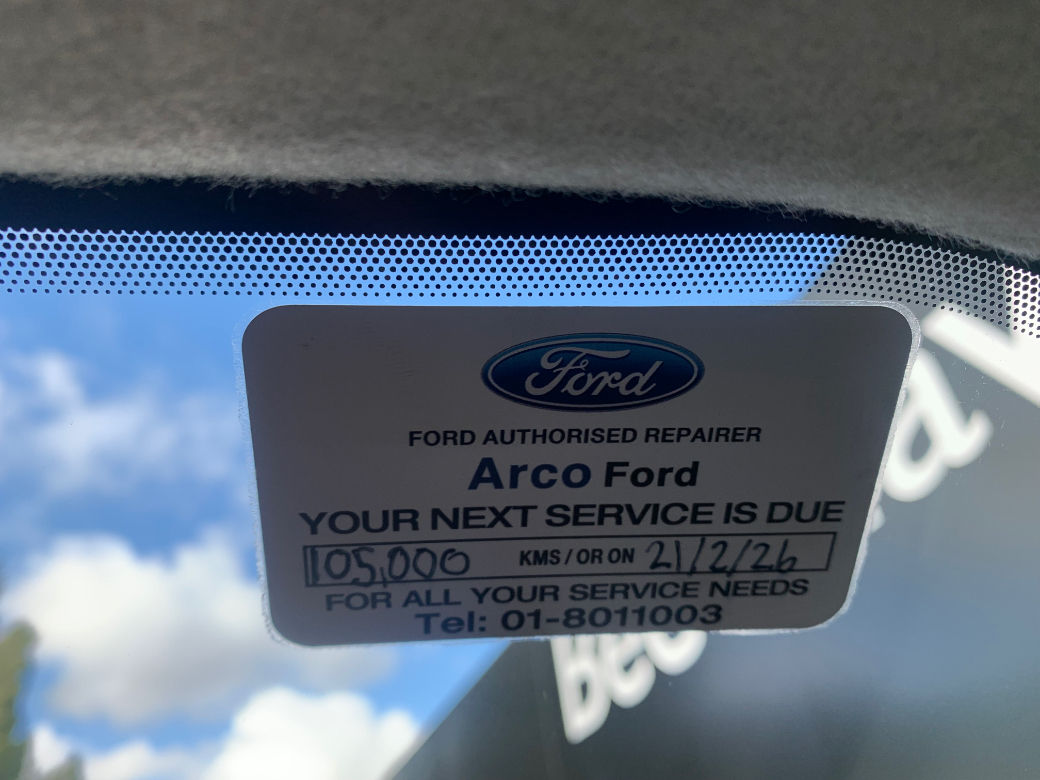 Ford
FORD AUTHORISED REPAIRER
Arco Ford
YOUR NEXT SERVICE IS DUE
105,000 KMS / OR ON 21/2/26
FOR ALL YOUR SERVICE NEEDS
Tel: 01-8011003